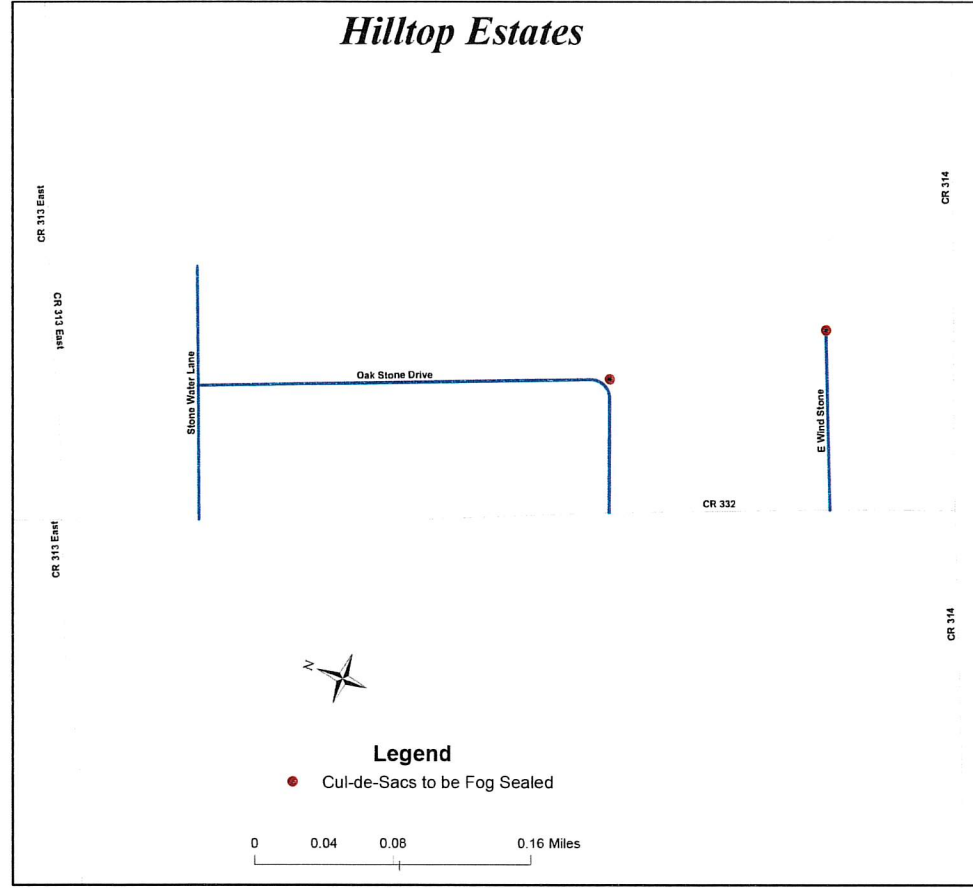 Hilltop Estates
CR 313 East
CR 314
CR 313 East
Stone Water Lane
Oak Stone Drive
E Wind Stone
CR 332
CR 313 East
CR 314
N
Legend
Cul-de-Sacs to be Fog Sealed
0 0.04 0.08 0.16 Miles